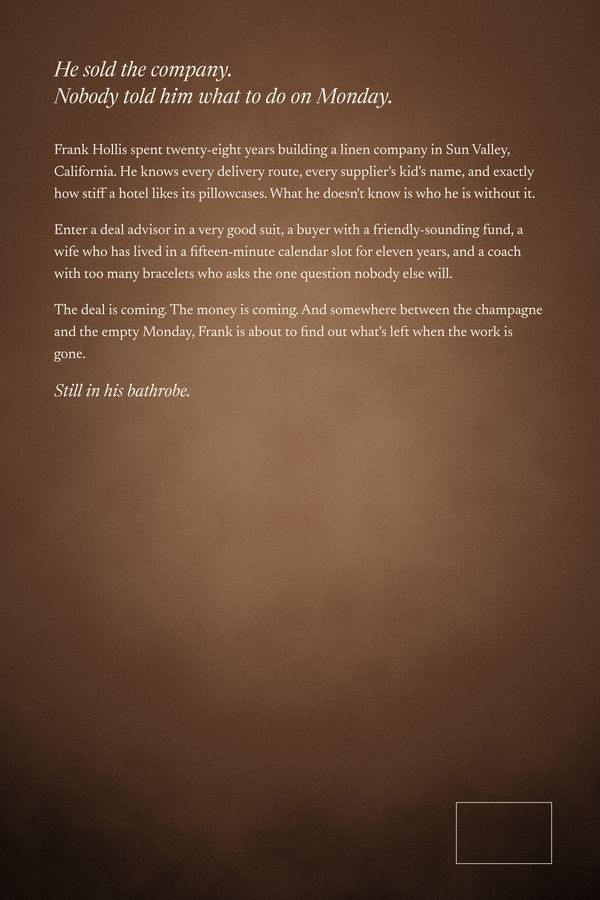 He sold the company.
Nobody told him what to do on Monday.
Frank Hollis spent twenty-eight years building a linen company in Sun Valley,
California. He knows every delivery route, every supplier's kid's name, and exactly
how stiff a hotel likes its pillowcases. What he doesn't know is who he is without it.
Enter a deal advisor in a very good suit, a buyer with a friendly-sounding fund, a
wife who has lived in a fifteen-minute calendar slot for eleven years, and a coach
with too many bracelets who asks the one question nobody else will.
The deal is coming. The money is coming. And somewhere between the champagne
and the empty Monday, Frank is about to find out what's left when the work is
gone.
Still in his bathrobe.